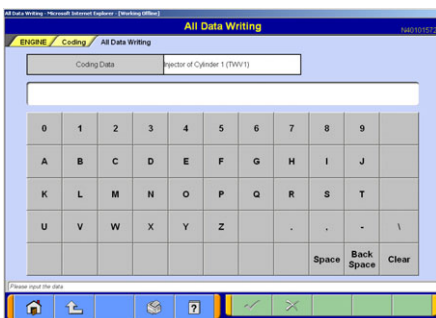 All Data Writing - Microsoft Internet Explorer - [Working Offline]
All Data Writing
N40101572
ENGINE Coding All Data Writing
Coding Data Injector of Cylinder 1 (TWV1)
0 1 2 3 4 5 6 7 8 9
A B C D E F G H I J
K L M N O P Q R S T
U V W X Y Z . , - \
Space Back Space Clear
Please input the data
?